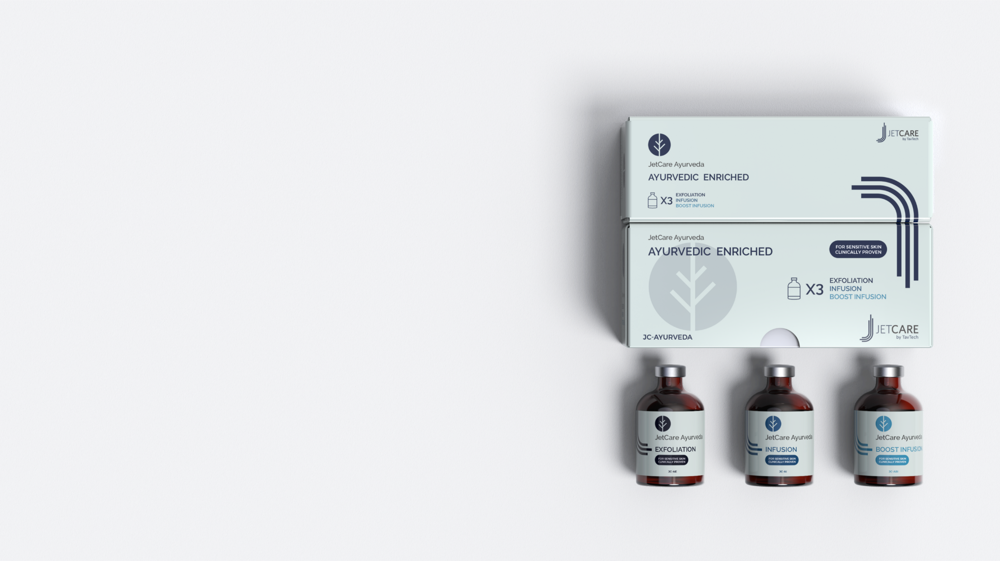 JETCARE
by TavTech
JetCare Ayurveda
AYURVEDIC ENRICHED
X3
EXFOLIATION
INFUSION
BOOST INFUSION
JetCare Ayurveda
AYURVEDIC ENRICHED
FOR SENSITIVE SKIN
CLINICALLY PROVEN
X3
EXFOLIATION
INFUSION
BOOST INFUSION
JC-AYURVEDA
JETCARE
by TavTech
JetCare Ayurveda
EXFOLIATION
FOR SENSITIVE SKIN
CLINICALLY PROVEN
JC-AE
JetCare Ayurveda
INFUSION
FOR SENSITIVE SKIN
CLINICALLY PROVEN
JC-AI
JetCare Ayurveda
BOOST INFUSION
FOR SENSITIVE SKIN
CLINICALLY PROVEN
JC-ABI